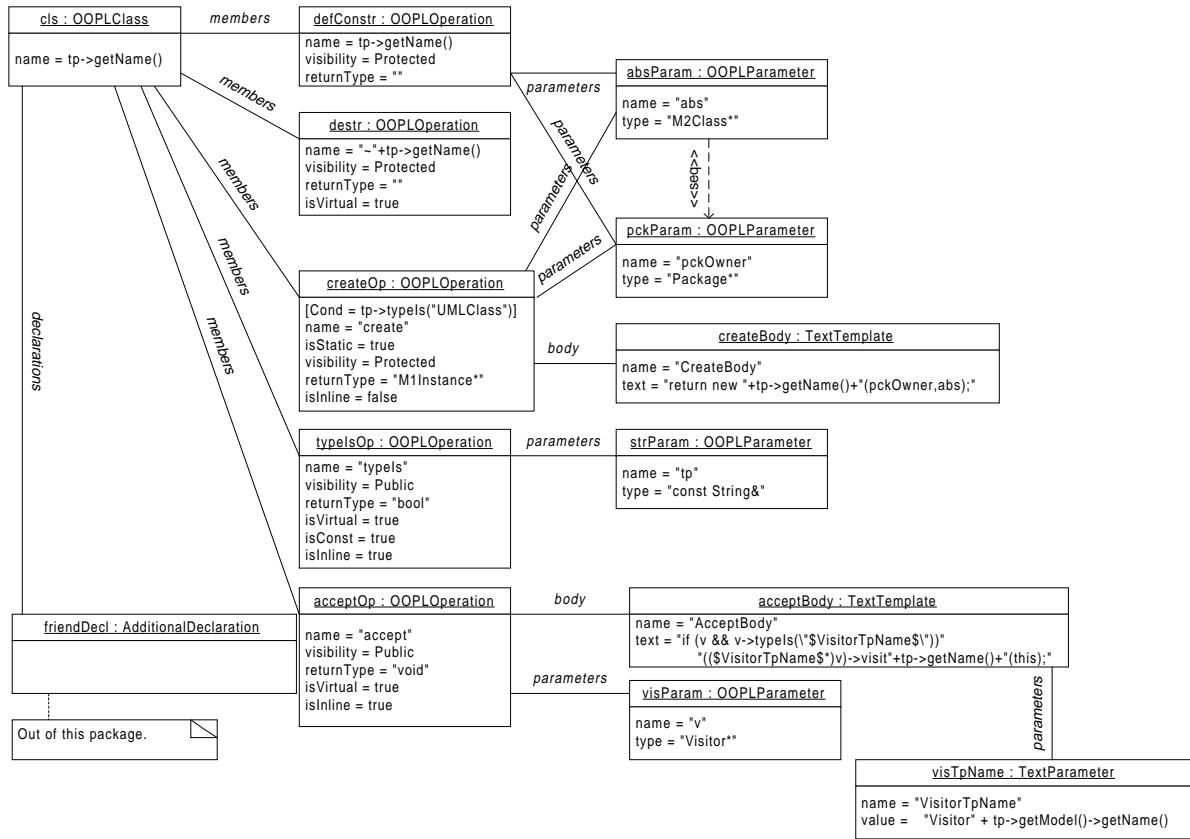 cls : OOPLClass
name = tp->getName()
members
defConstr : OOPLOperation
name = tp->getName()
visibility = Protected
returnType = ""
parameters
absParam : OOPLParameter
name = "abs"
type = "M2Class*"
members
destr : OOPLOperation
name = "~"+tp->getName()
visibility = Protected
returnType = ""
isVirtual = true
parameters
parameters
<<seq>>
pckParam : OOPLParameter
name = "pckOwner"
type = "Package*"
members
createOp : OOPLOperation
[Cond = tp->typeIs("UMLClass")]
name = "create"
isStatic = true
visibility = Protected
returnType = "M1Instance*"
isInline = false
parameters
body
createBody : TextTemplate
name = "CreateBody"
text = "return new "+tp->getName()+"(pckOwner,abs);"
members
typeIsOp : OOPLOperation
name = "typeIs"
visibility = Public
returnType = "bool"
isVirtual = true
isConst = true
isInline = true
parameters
strParam : OOPLParameter
name = "tp"
type = "const String&"
declarations
members
acceptOp : OOPLOperation
name = "accept"
visibility = Public
returnType = "void"
isVirtual = true
isInline = true
body
acceptBody : TextTemplate
name = "AcceptBody"
text = "if (v && v->typeIs(\"$VisitorTpName$\"))"
"(($VisitorTpName$*)v)->visit"+tp->getName()+"(this);"
friendDecl : AdditionalDeclaration
Out of this package.
parameters
visParam : OOPLParameter
name = "v"
type = "Visitor*"
parameters
visTpName : TextParameter
name = "VisitorTpName"
value = "Visitor" + tp->getModel()->getName()